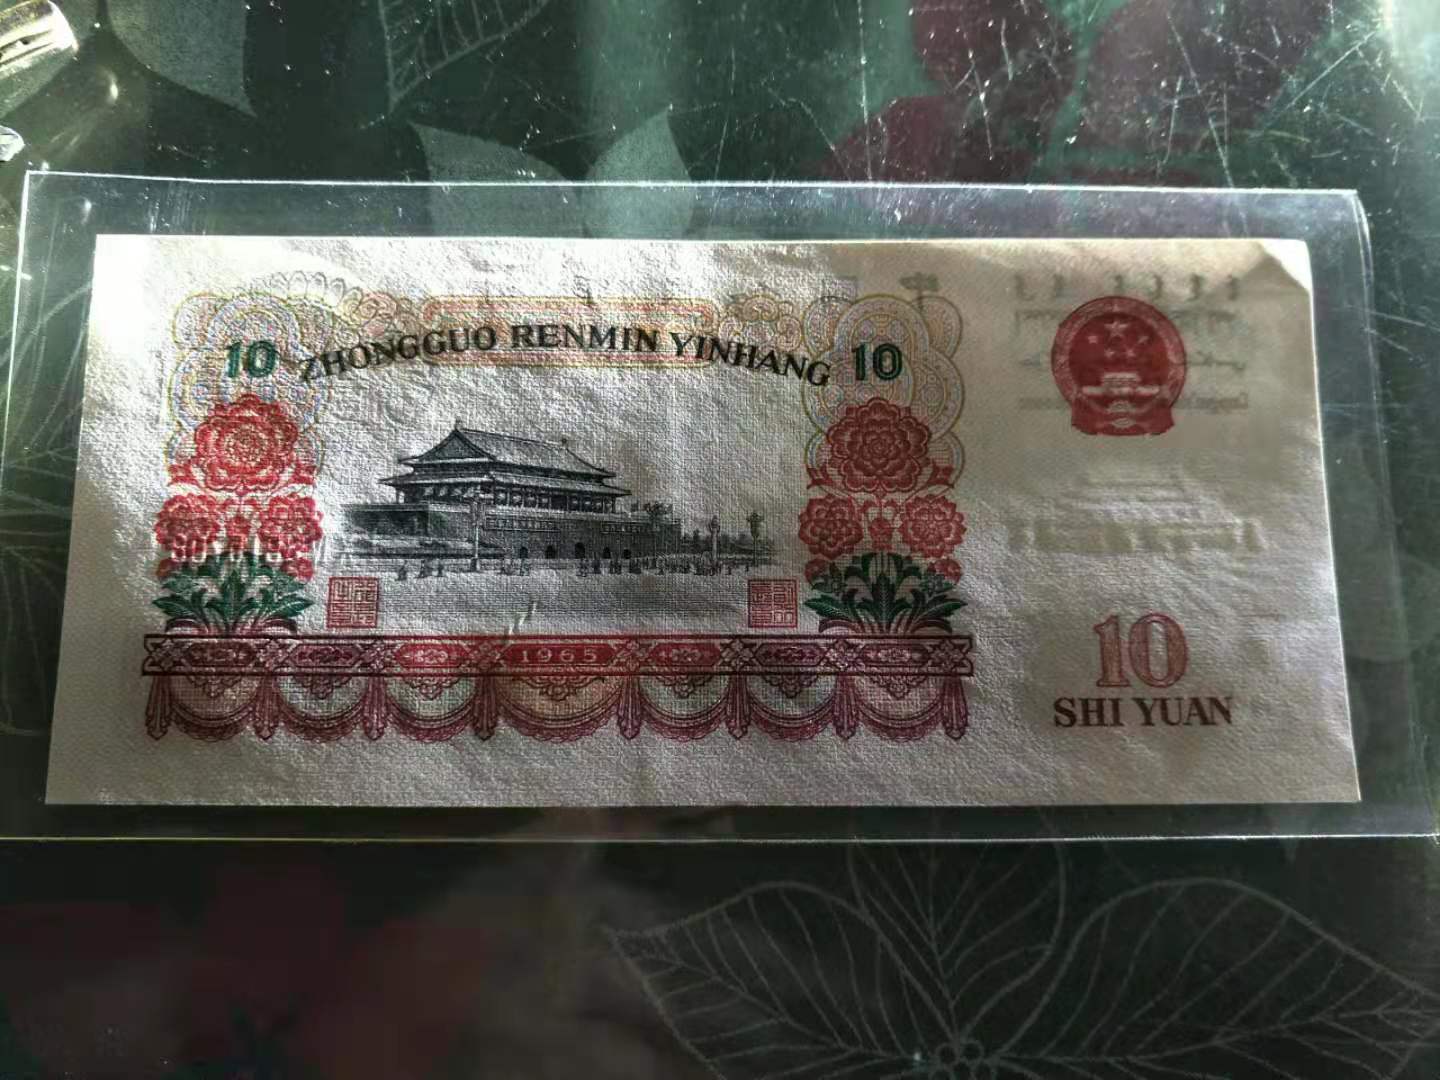 10 ZHONGGUO RENMIN YINHANG 10
1965
10
SHI YUAN